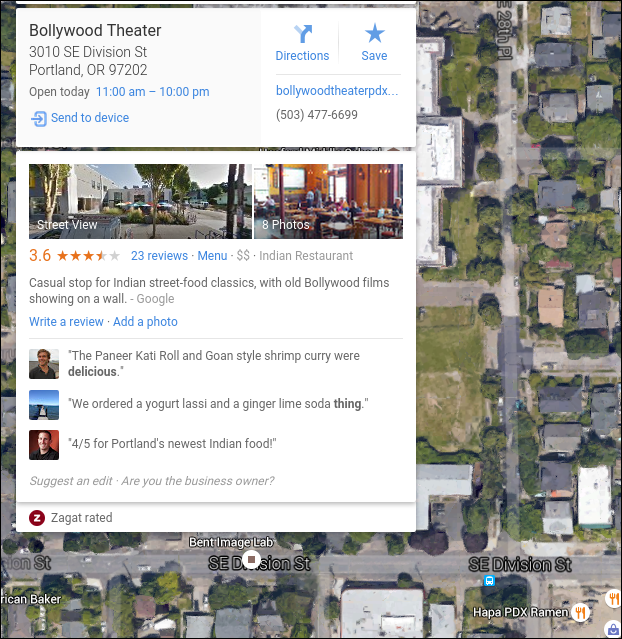 Bollywood Theater
3010 SE Division St
Portland, OR 97202
Open today 11:00 am – 10:00 pm
Send to device
Directions
Save
bollywoodtheaterpdx...
(503) 477-6699
Street View
8 Photos
3.6 23 reviews · Menu · $$ · Indian Restaurant
Casual stop for Indian street-food classics, with old Bollywood films
showing on a wall. - Google
Write a review · Add a photo
"The Paneer Kati Roll and Goan style shrimp curry were
delicious."
"We ordered a yogurt lassi and a ginger lime soda thing."
"4/5 for Portland's newest Indian food!"
Suggest an edit · Are you the business owner?
Z Zagat rated
SE 28th Pl
Bent Image Lab
ion St
SE Division St
SE Division St
rican Baker
Hapa PDX Ramen